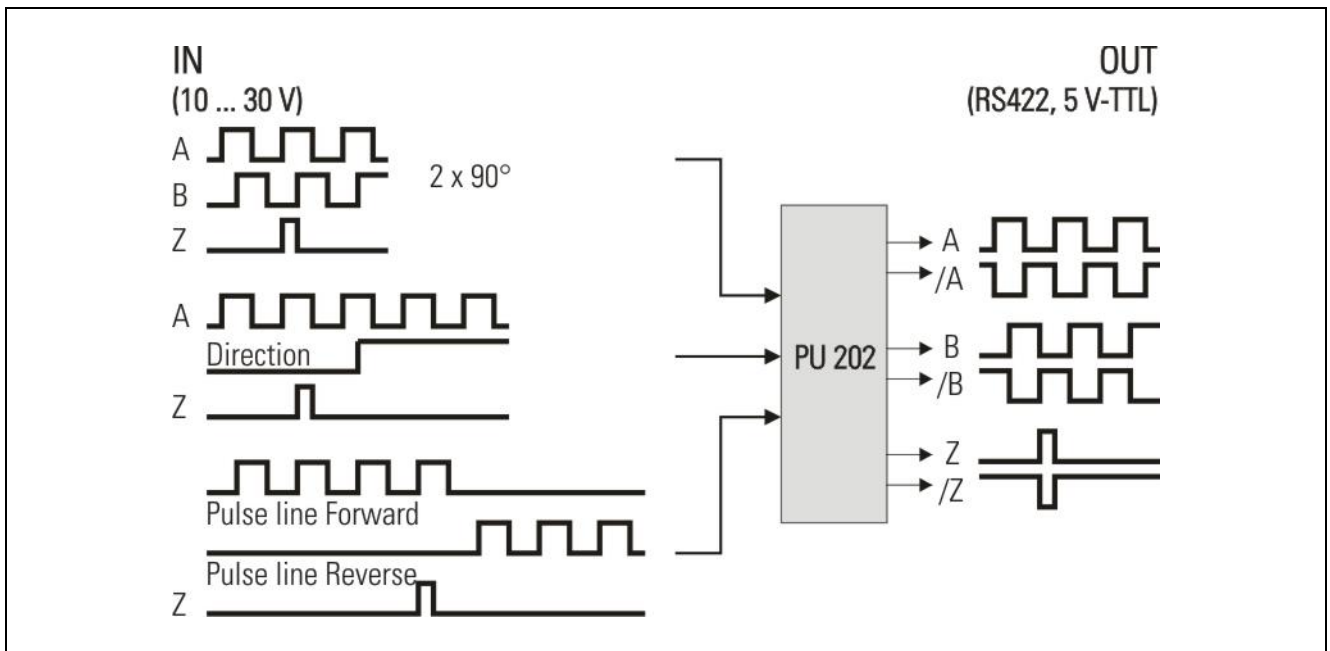 IN
(10 ... 30 V)
A
B
2 x 90°
Z
A
Direction
Z
Pulse line Forward
Pulse line Reverse
Z
PU 202
OUT
(RS422, 5 V-TTL)
A
/A
B
/B
Z
/Z